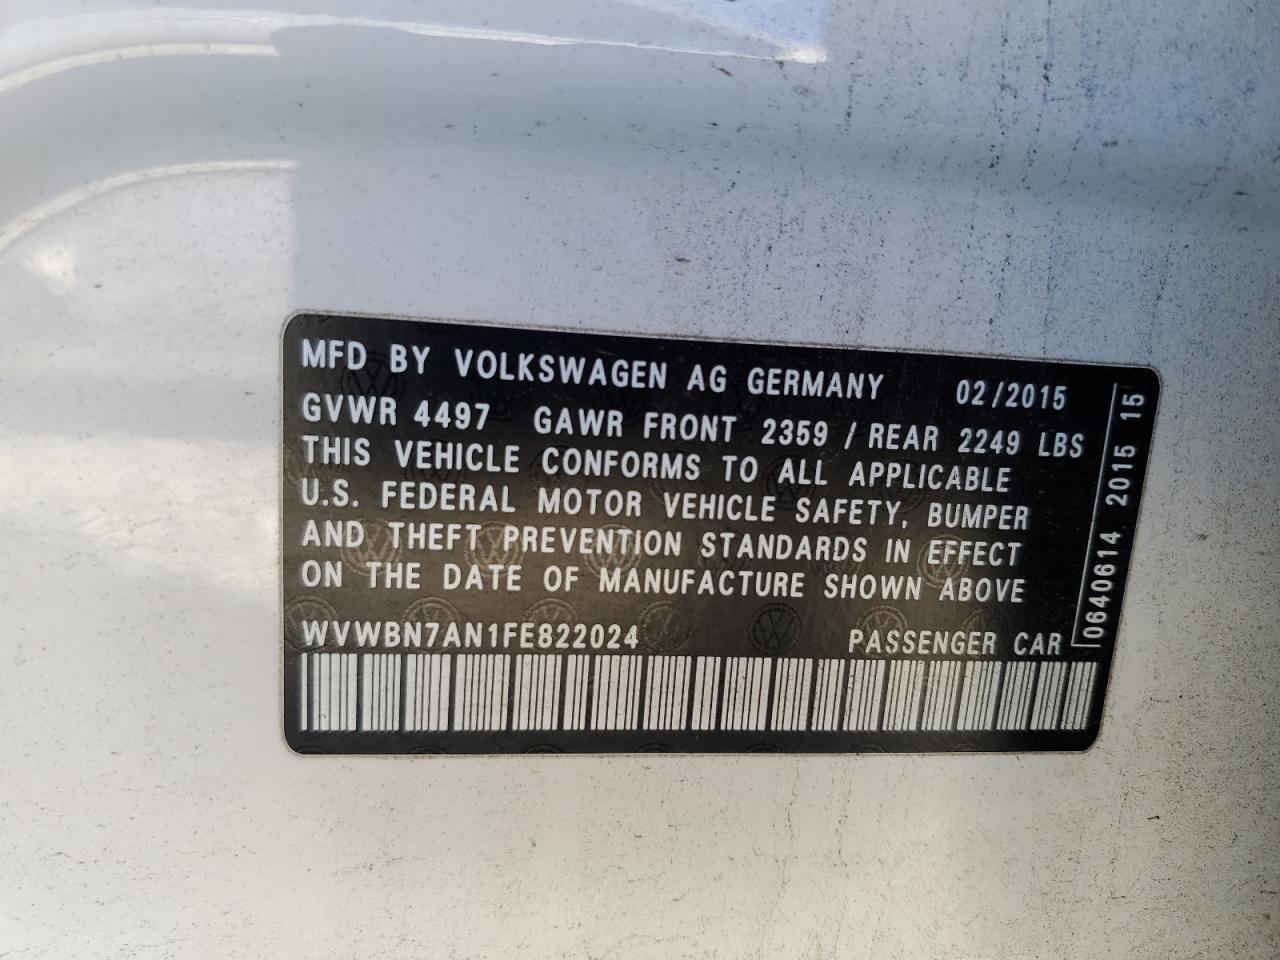 MFD BY VOLKSWAGEN AG GERMANY 02/2015
GVWR 4497 GAWR FRONT 2359 / REAR 2249 LBS
THIS VEHICLE CONFORMS TO ALL APPLICABLE
U.S. FEDERAL MOTOR VEHICLE SAFETY, BUMPER
AND THEFT PREVENTION STANDARDS IN EFFECT
ON THE DATE OF MANUFACTURE SHOWN ABOVE
WVWBN7AN1FE822024 PASSENGER CAR
0640614 2015 15